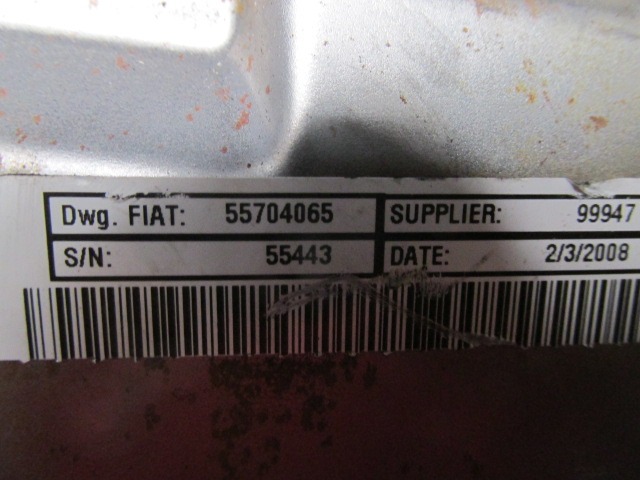 Dwg. FIAT: 55704065 SUPPLIER: 99947
S/N: 55443 DATE: 2/3/2008